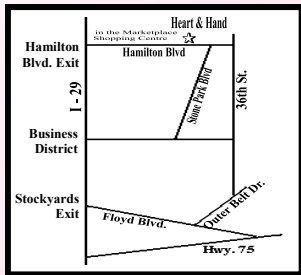 Heart & Hand
in the Marketplace
Shopping Centre
Hamilton
Blvd. Exit
Hamilton Blvd
I - 29
Stone Park Blvd
36th St.
Business
District
Stockyards
Exit
Floyd Blvd.
Outer Belt Dr.
Hwy. 75